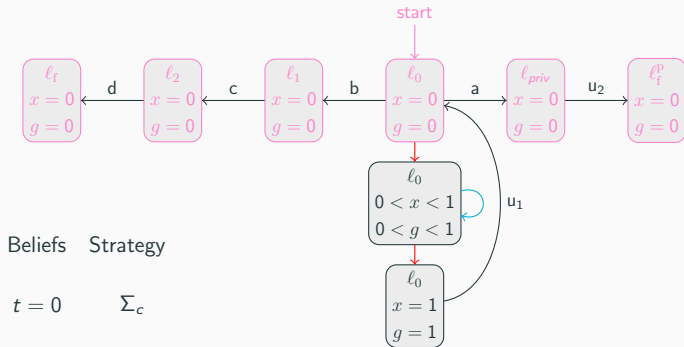 start
ℓ_f
x = 0
g = 0
d
ℓ_2
x = 0
g = 0
c
ℓ_1
x = 0
g = 0
b
ℓ_0
x = 0
g = 0
a
ℓ_priv
x = 0
g = 0
u_2
ℓ_f^p
x = 0
g = 0
ℓ_0
0 < x < 1
0 < g < 1
u_1
Beliefs Strategy
ℓ_0
x = 1
g = 1
t = 0 Σ_c